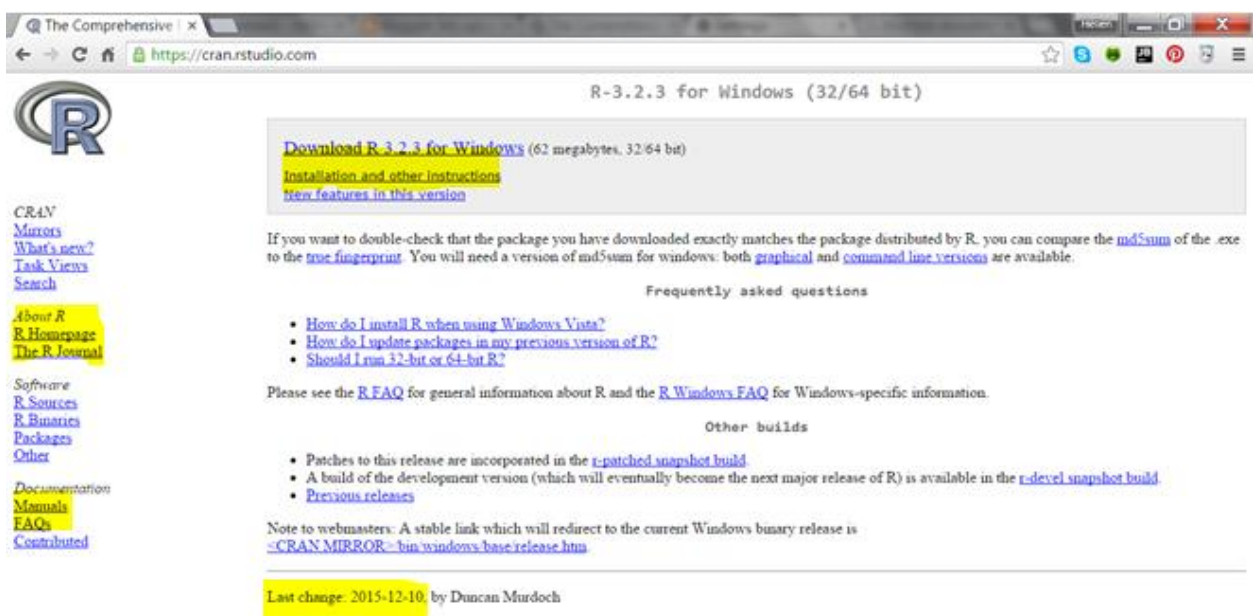 The Comprehensive
Helen
https://cran.rstudio.com
R
R-3.2.3 for Windows (32/64 bit)
Download R 3.2.3 for Windows (62 megabytes, 32/64 bit)
Installation and other instructions
New features in this version
CRAN
Mirrors
What's new?
Task Views
Search
About R
R Homepage
The R Journal
Software
R Sources
R Binaries
Packages
Other
Documentation
Manuals
FAQs
Contributed
If you want to double-check that the package you have downloaded exactly matches the package distributed by R, you can compare the md5sum of the .exe
to the true fingerprint. You will need a version of md5sum for windows: both graphical and command line versions are available.
Frequently asked questions
• How do I install R when using Windows Vista?
• How do I update packages in my previous version of R?
• Should I run 32-bit or 64-bit R?
Please see the R FAQ for general information about R and the R Windows FAQ for Windows-specific information.
Other builds
• Patches to this release are incorporated in the r-patched snapshot build.
• A build of the development version (which will eventually become the next major release of R) is available in the r-devel snapshot build.
• Previous releases
Note to webmasters: A stable link which will redirect to the current Windows binary release is
<CRAN MIRROR>/bin/windows/base/release.htm.
Last change: 2015-12-10, by Duncan Murdoch